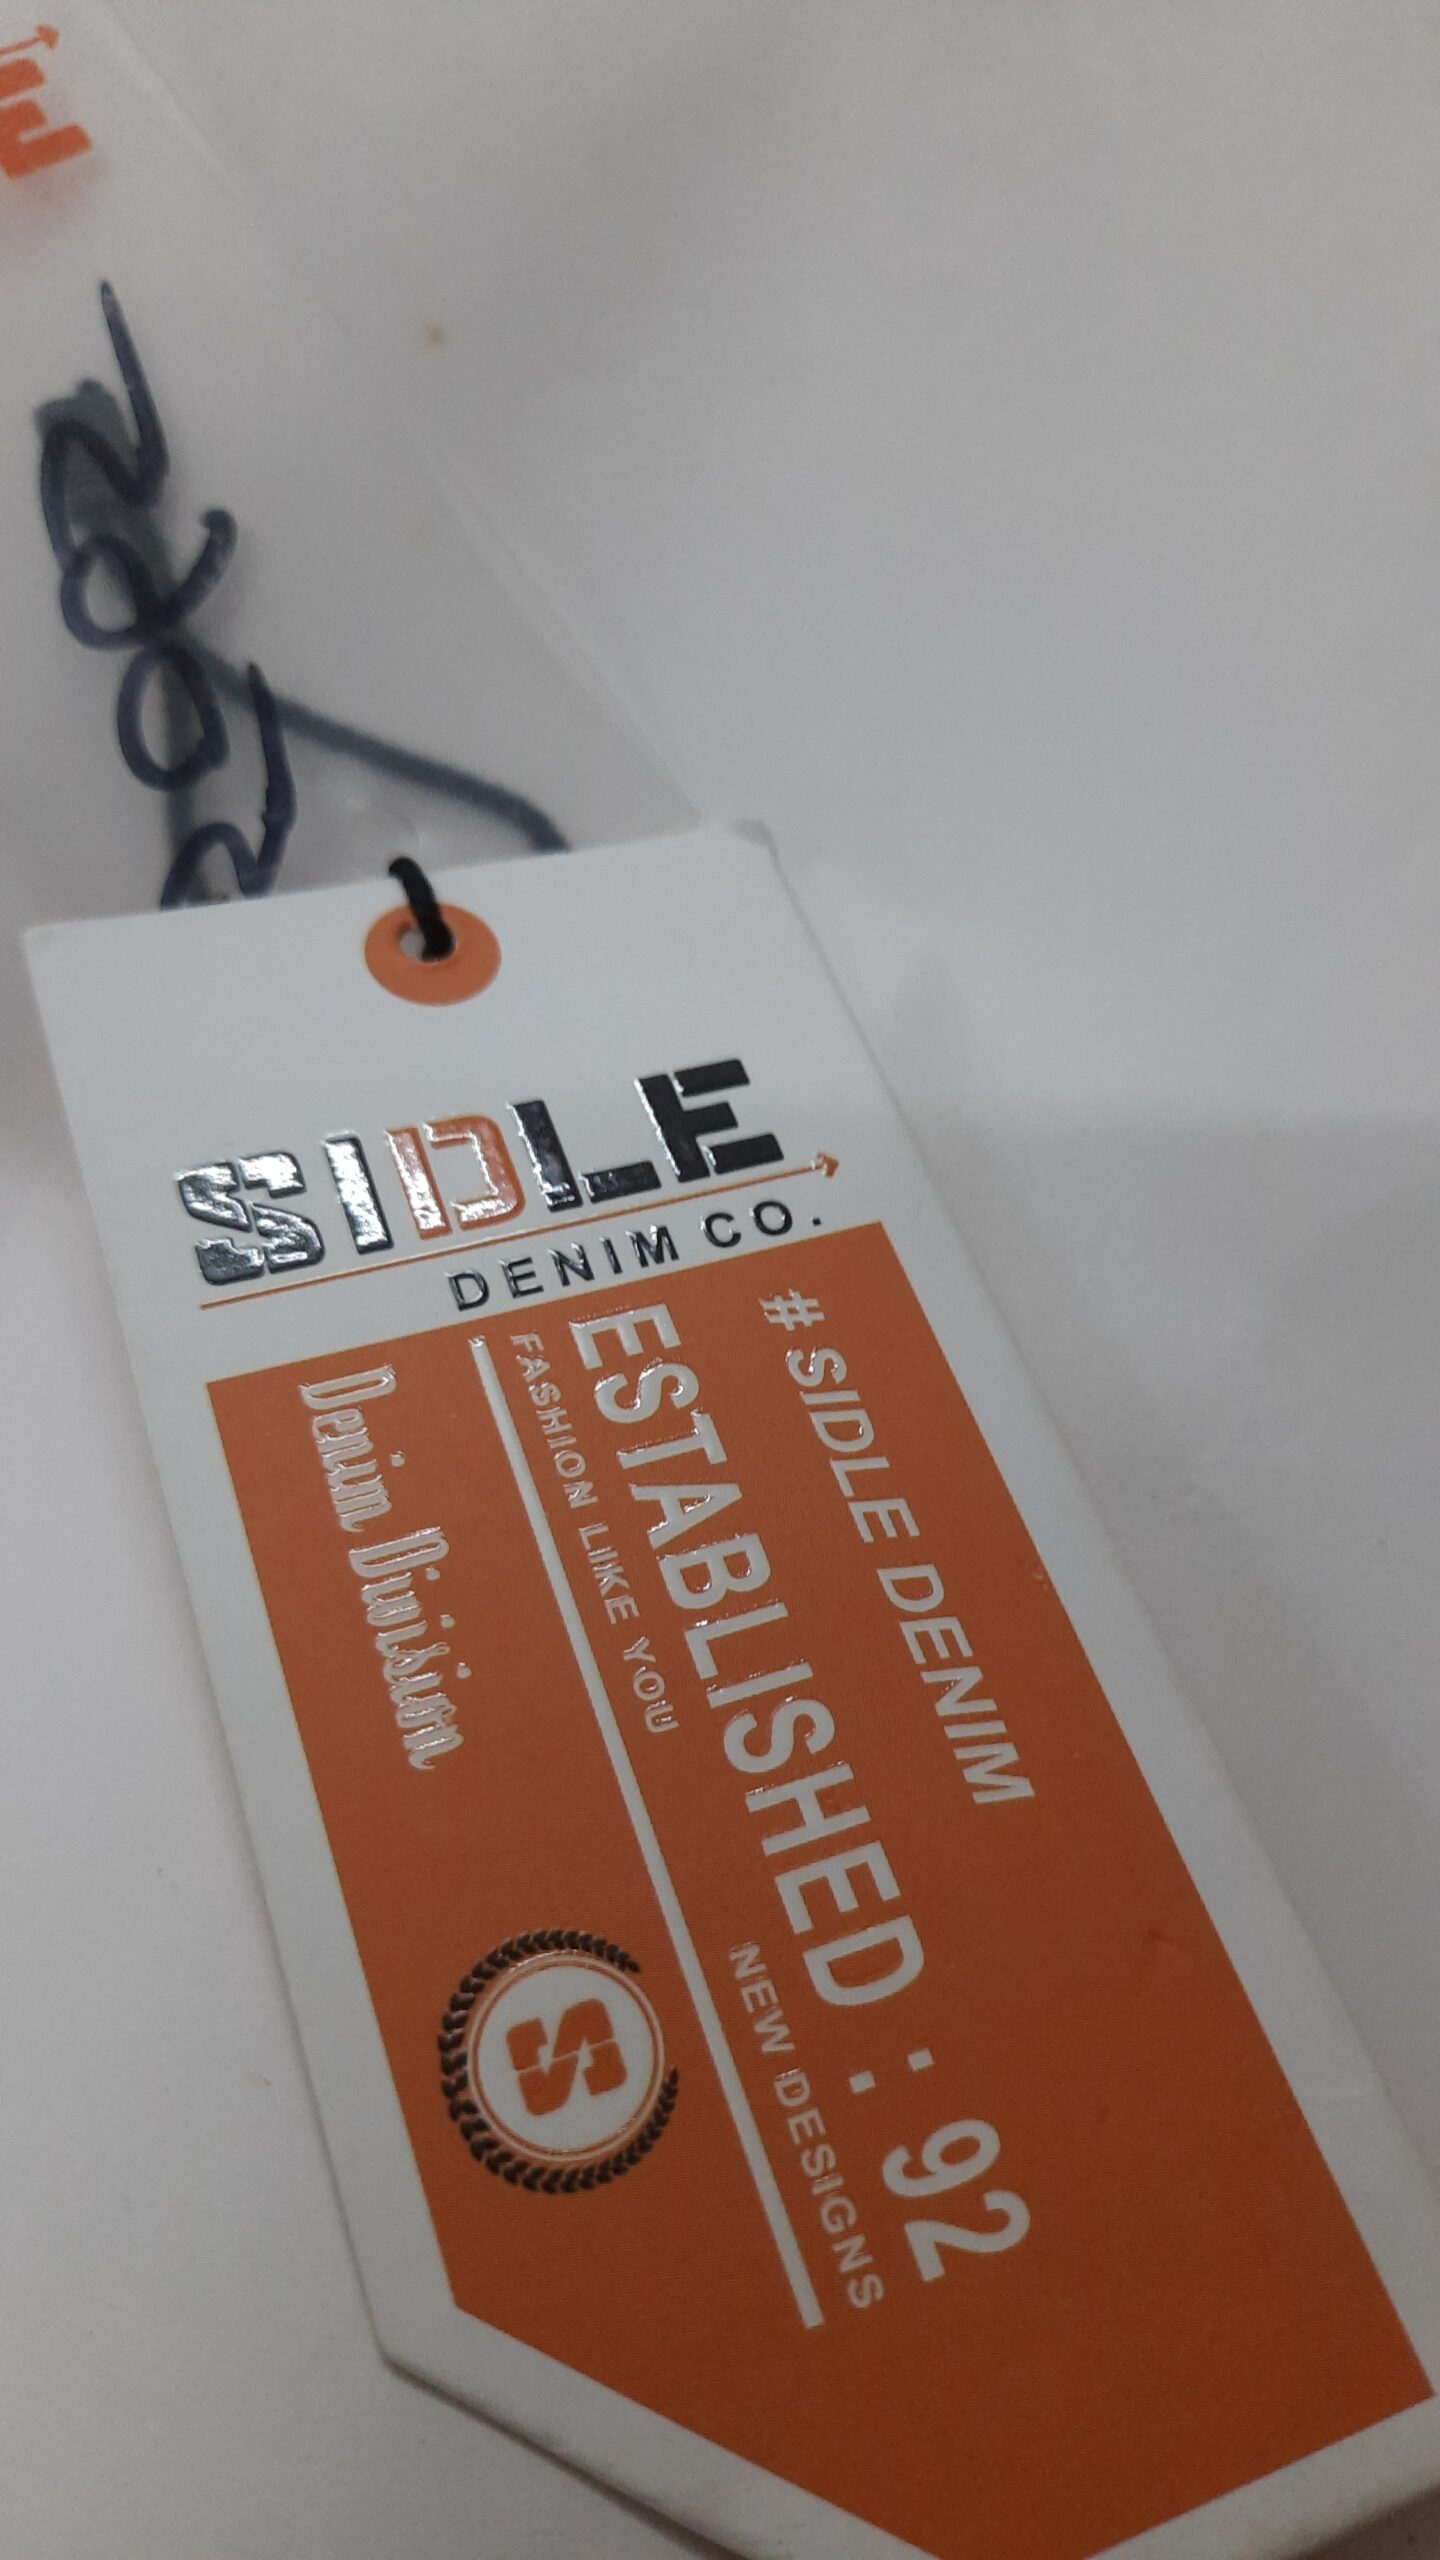 SIDLE
DENIM CO.
# SIDLE DENIM
ESTABLISHED : 92
FASHION LIKE YOU
NEW DESIGNS
Denim Division
S